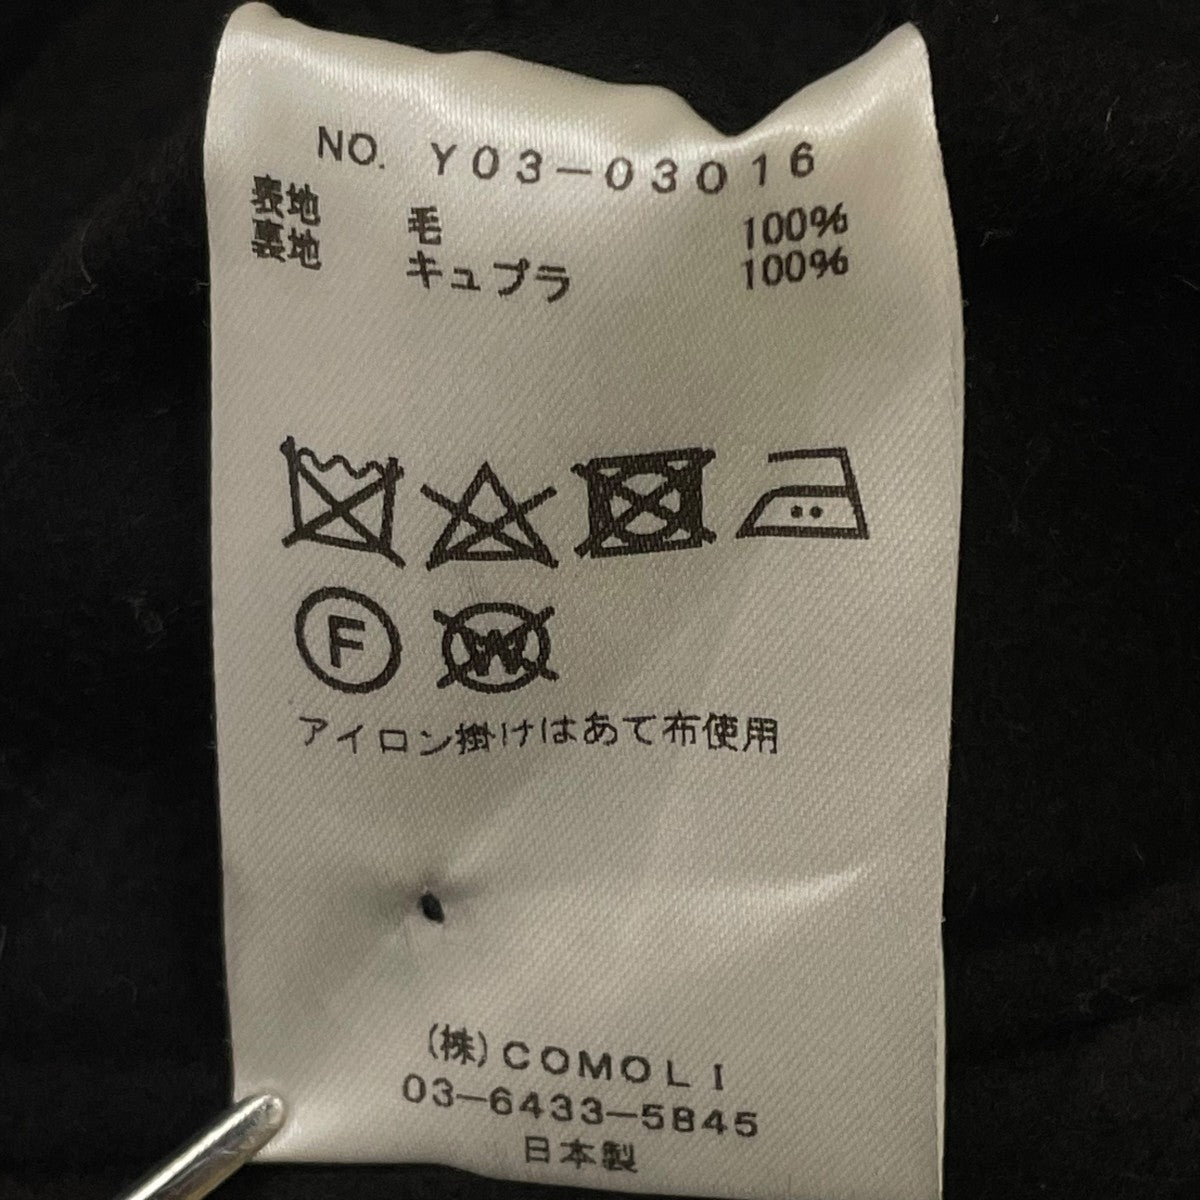 NO. Y03-03016
表地 毛 100%
裏地 キュプラ 100%
F W
アイロン掛けはあて布使用
(株)COMOLI
03-6433-5845
日本製